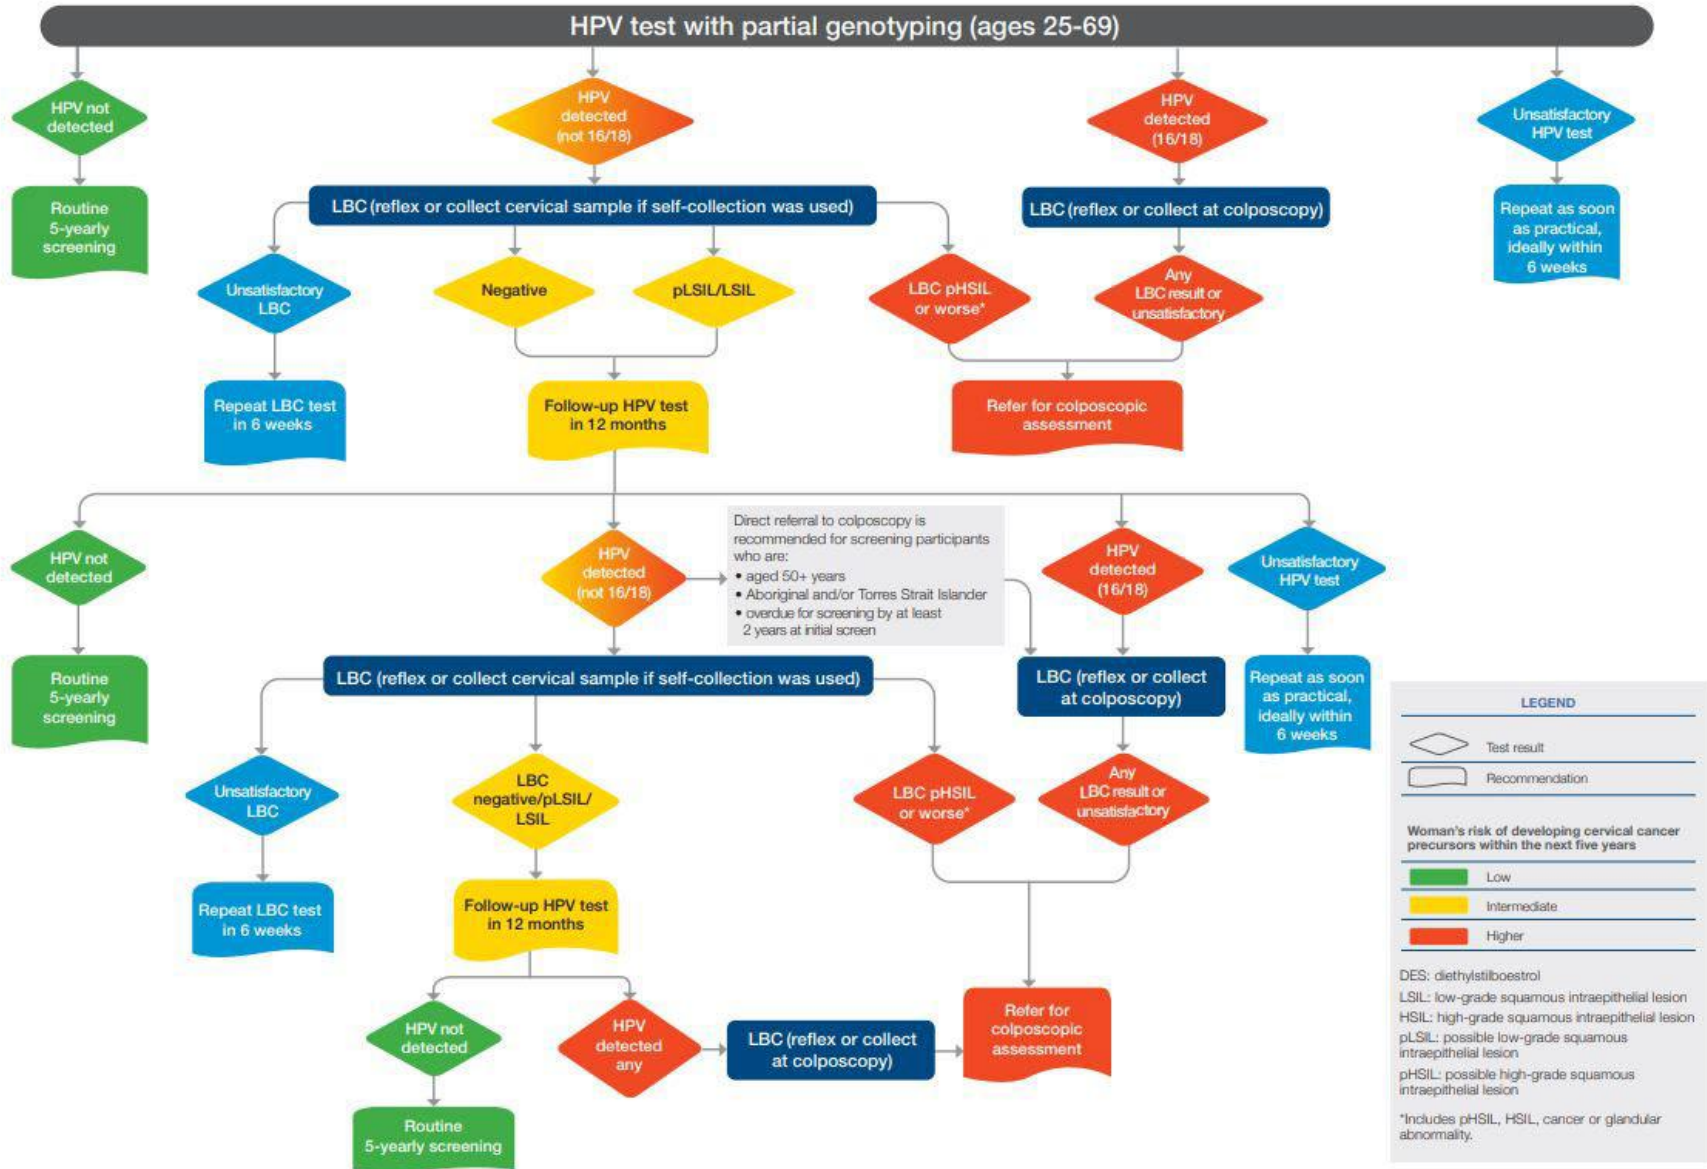 HPV test with partial genotyping (ages 25-69)
HPV not
detected
HPV
detected
(not 16/18)
HPV
detected
(16/18)
Unsatisfactory
HPV test
Routine
5-yearly
screening
LBC (reflex or collect cervical sample if self-collection was used)
LBC (reflex or collect at colposcopy)
Repeat as soon
as practical,
ideally within
6 weeks
Unsatisfactory
LBC
Negative
pLSIL/LSIL
LBC pHSIL
or worse*
Any
LBC result or
unsatisfactory
Repeat LBC test
in 6 weeks
Follow-up HPV test
in 12 months
Refer for colposcopic
assessment
HPV not
detected
HPV
detected
(not 16/18)
Direct referral to colposcopy is
recommended for screening participants
who are:
• aged 50+ years
• Aboriginal and/or Torres Strait Islander
• overdue for screening by at least
2 years at initial screen
HPV
detected
(16/18)
Unsatisfactory
HPV test
Routine
5-yearly
screening
LBC (reflex or collect cervical sample if self-collection was used)
LBC (reflex or collect
at colposcopy)
Repeat as soon
as practical,
ideally within
6 weeks
Unsatisfactory
LBC
LBC
negative/pLSIL/
LSIL
LBC pHSIL
or worse*
Any
LBC result or
unsatisfactory
Repeat LBC test
in 6 weeks
Follow-up HPV test
in 12 months
HPV not
detected
HPV
detected
any
LBC (reflex or collect
at colposcopy)
Refer for
colposcopic
assessment
Routine
5-yearly screening
LEGEND
Test result
Recommendation
Woman's risk of developing cervical cancer
precursors within the next five years
Low
Intermediate
Higher
DES: diethylstilboestrol
LSIL: low-grade squamous intraepithelial lesion
HSIL: high-grade squamous intraepithelial lesion
pLSIL: possible low-grade squamous
intraepithelial lesion
pHSIL: possible high-grade squamous
intraepithelial lesion
*Includes pHSIL, HSIL, cancer or glandular
abnormality.